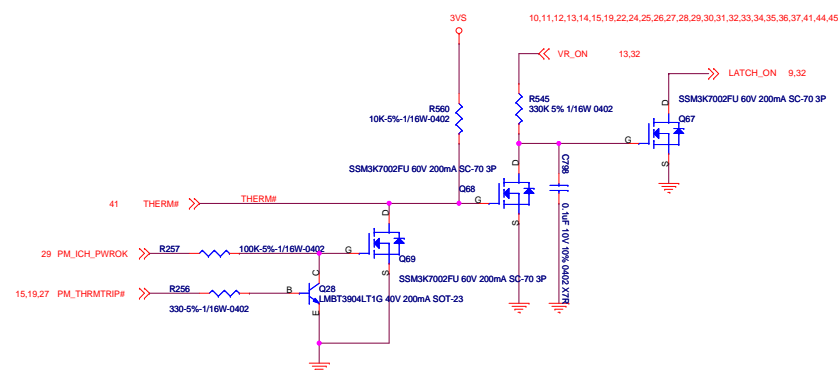 3VS
10,11,12,13,14,15,19,22,24,25,26,27,28,29,30,31,32,33,34,35,36,37,41,44,45
VR_ON 13,32
LATCH_ON 9,32
R560
10K-5%-1/16W-0402
R545
330K 5% 1/16W 0402
SSM3K7002FU 60V 200mA SC-70 3P
D
Q67
G
S
SSM3K7002FU 60V 200mA SC-70 3P
D
Q68
G
S
C798
0.1uF 10V 10% 0402 X7R
41 THERM#
THERM#
D
G
Q69
S
SSM3K7002FU 60V 200mA SC-70 3P
29 PM_ICH_PWROK
R257
100K-5%-1/16W-0402
15,19,27 PM_THRMTRIP#
R256
330-5%-1/16W-0402
C
B
Q28
LMBT3904LT1G 40V 200mA SOT-23
E